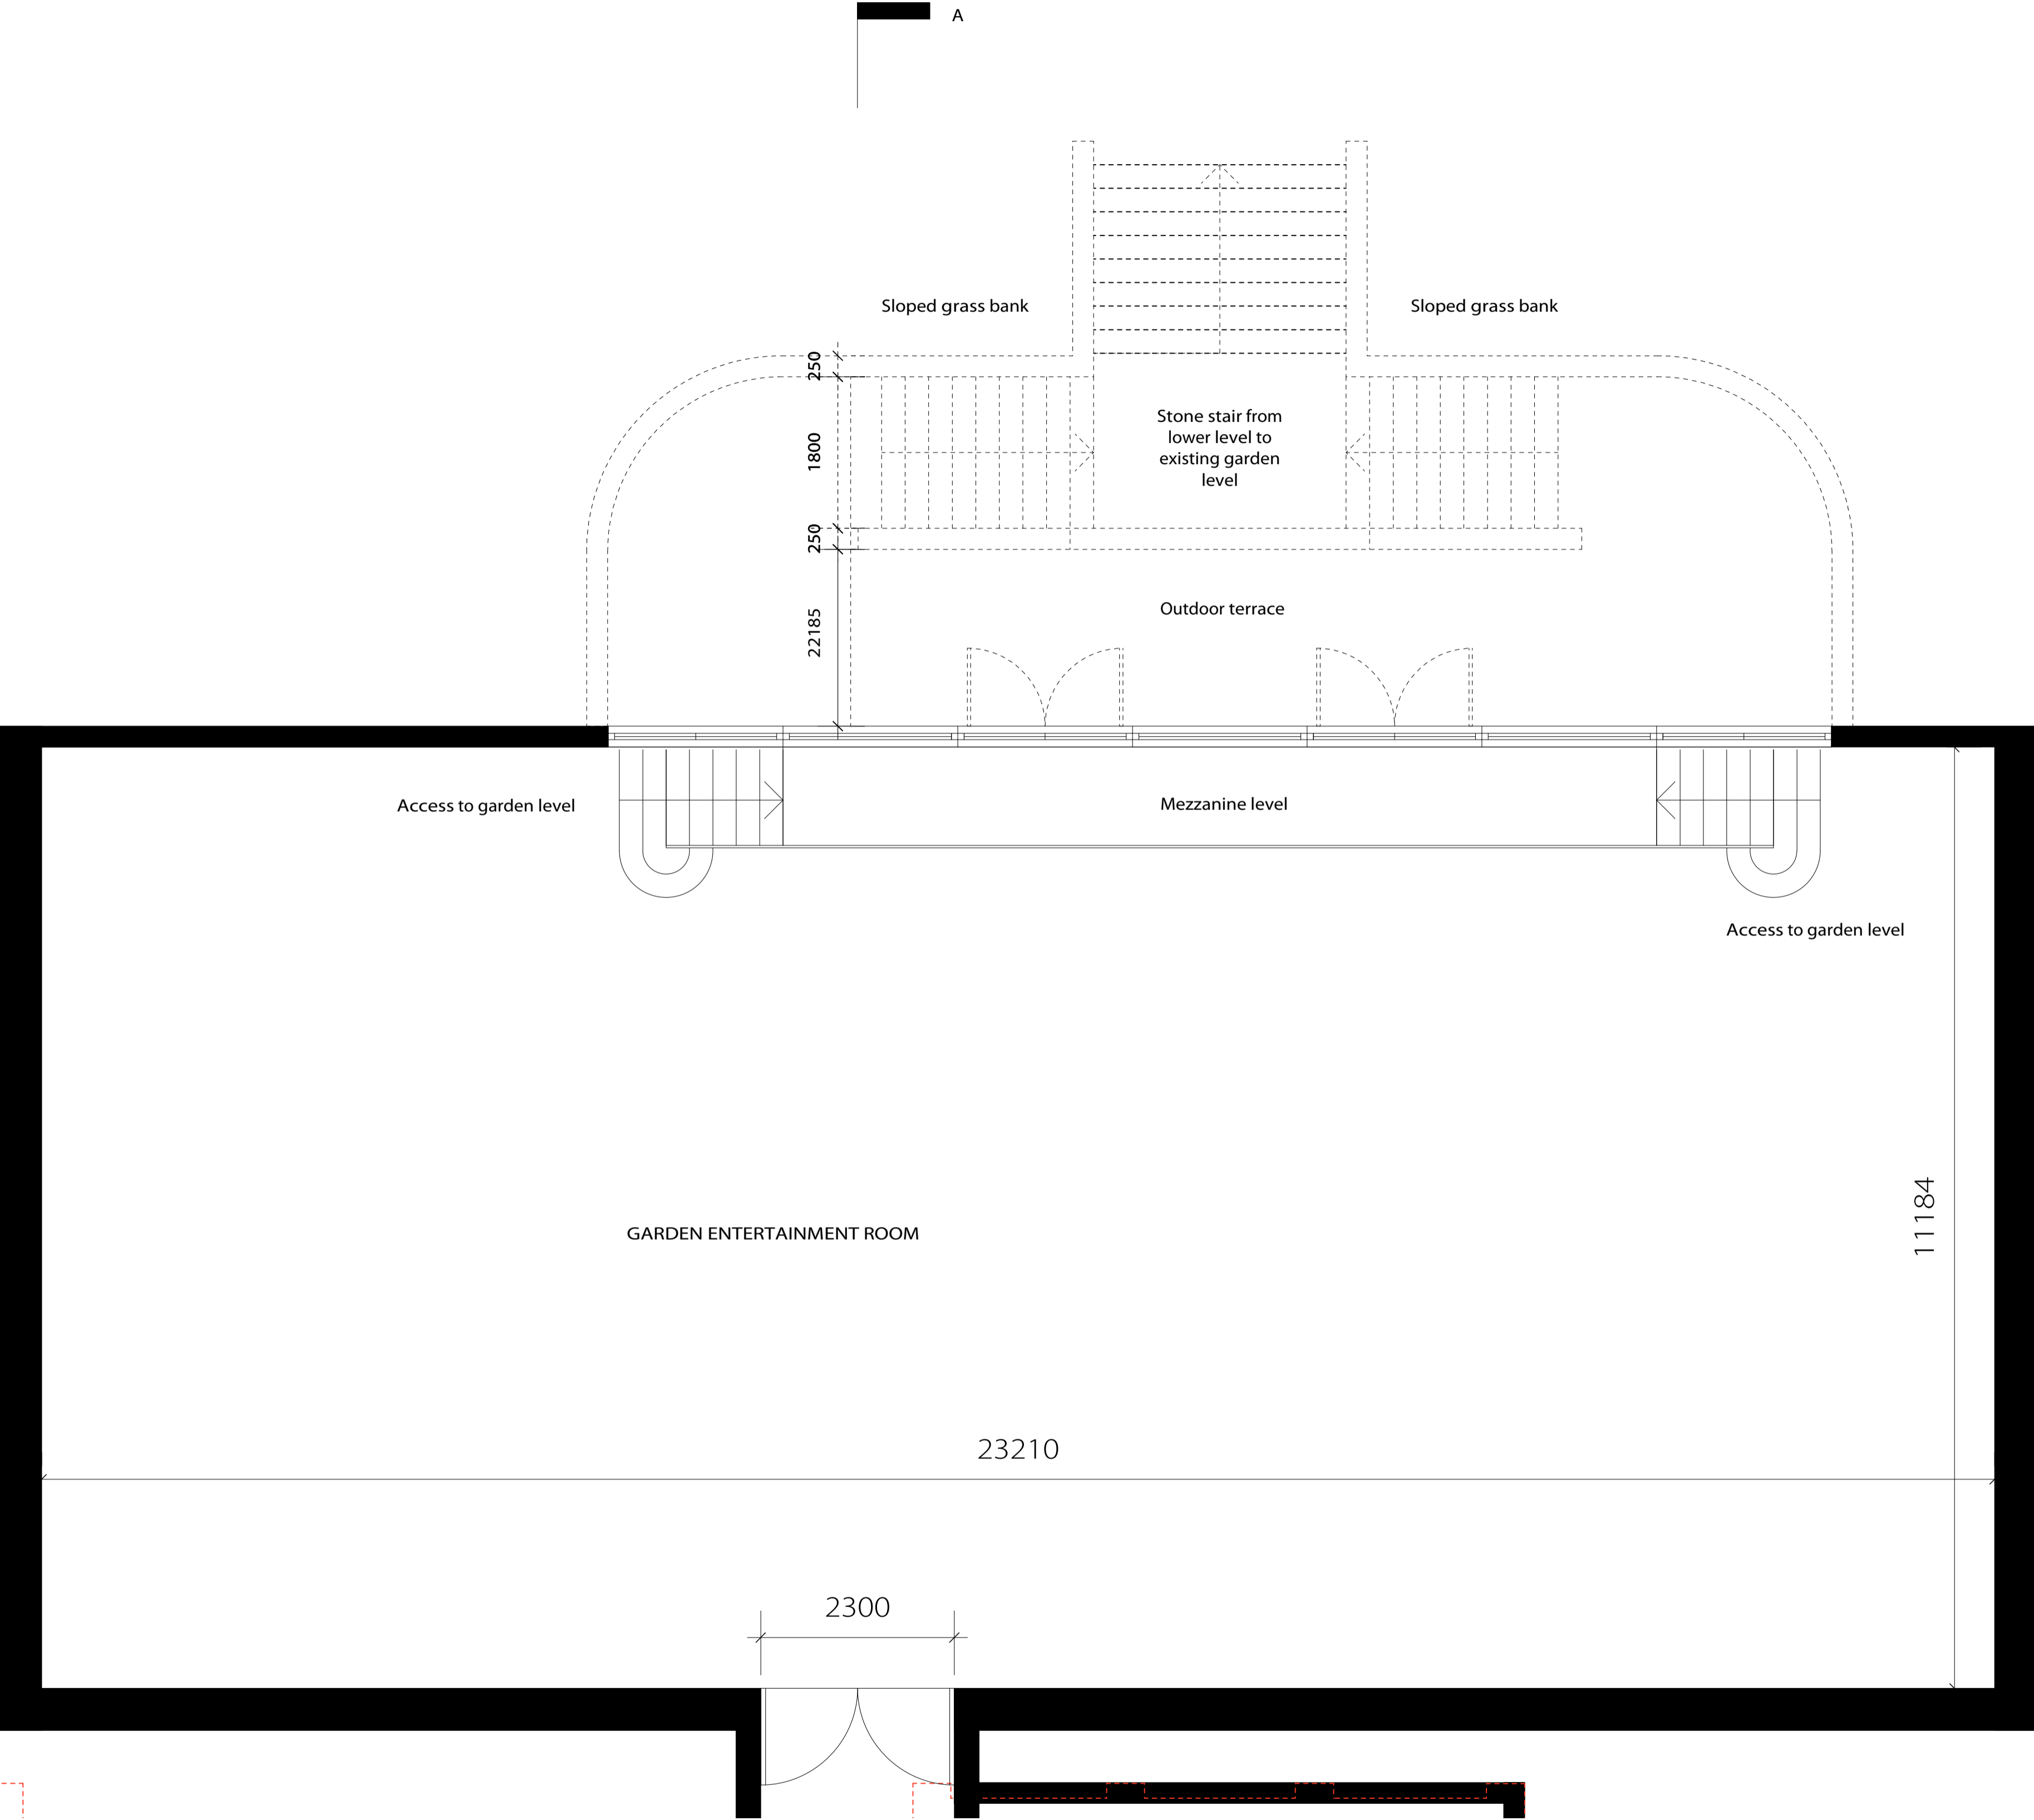 A
Sloped grass bank
Sloped grass bank
250
1800
Stone stair from
lower level to
existing garden
level
250
22185
Outdoor terrace
Access to garden level
Mezzanine level
Access to garden level
11184
GARDEN ENTERTAINMENT ROOM
23210
2300